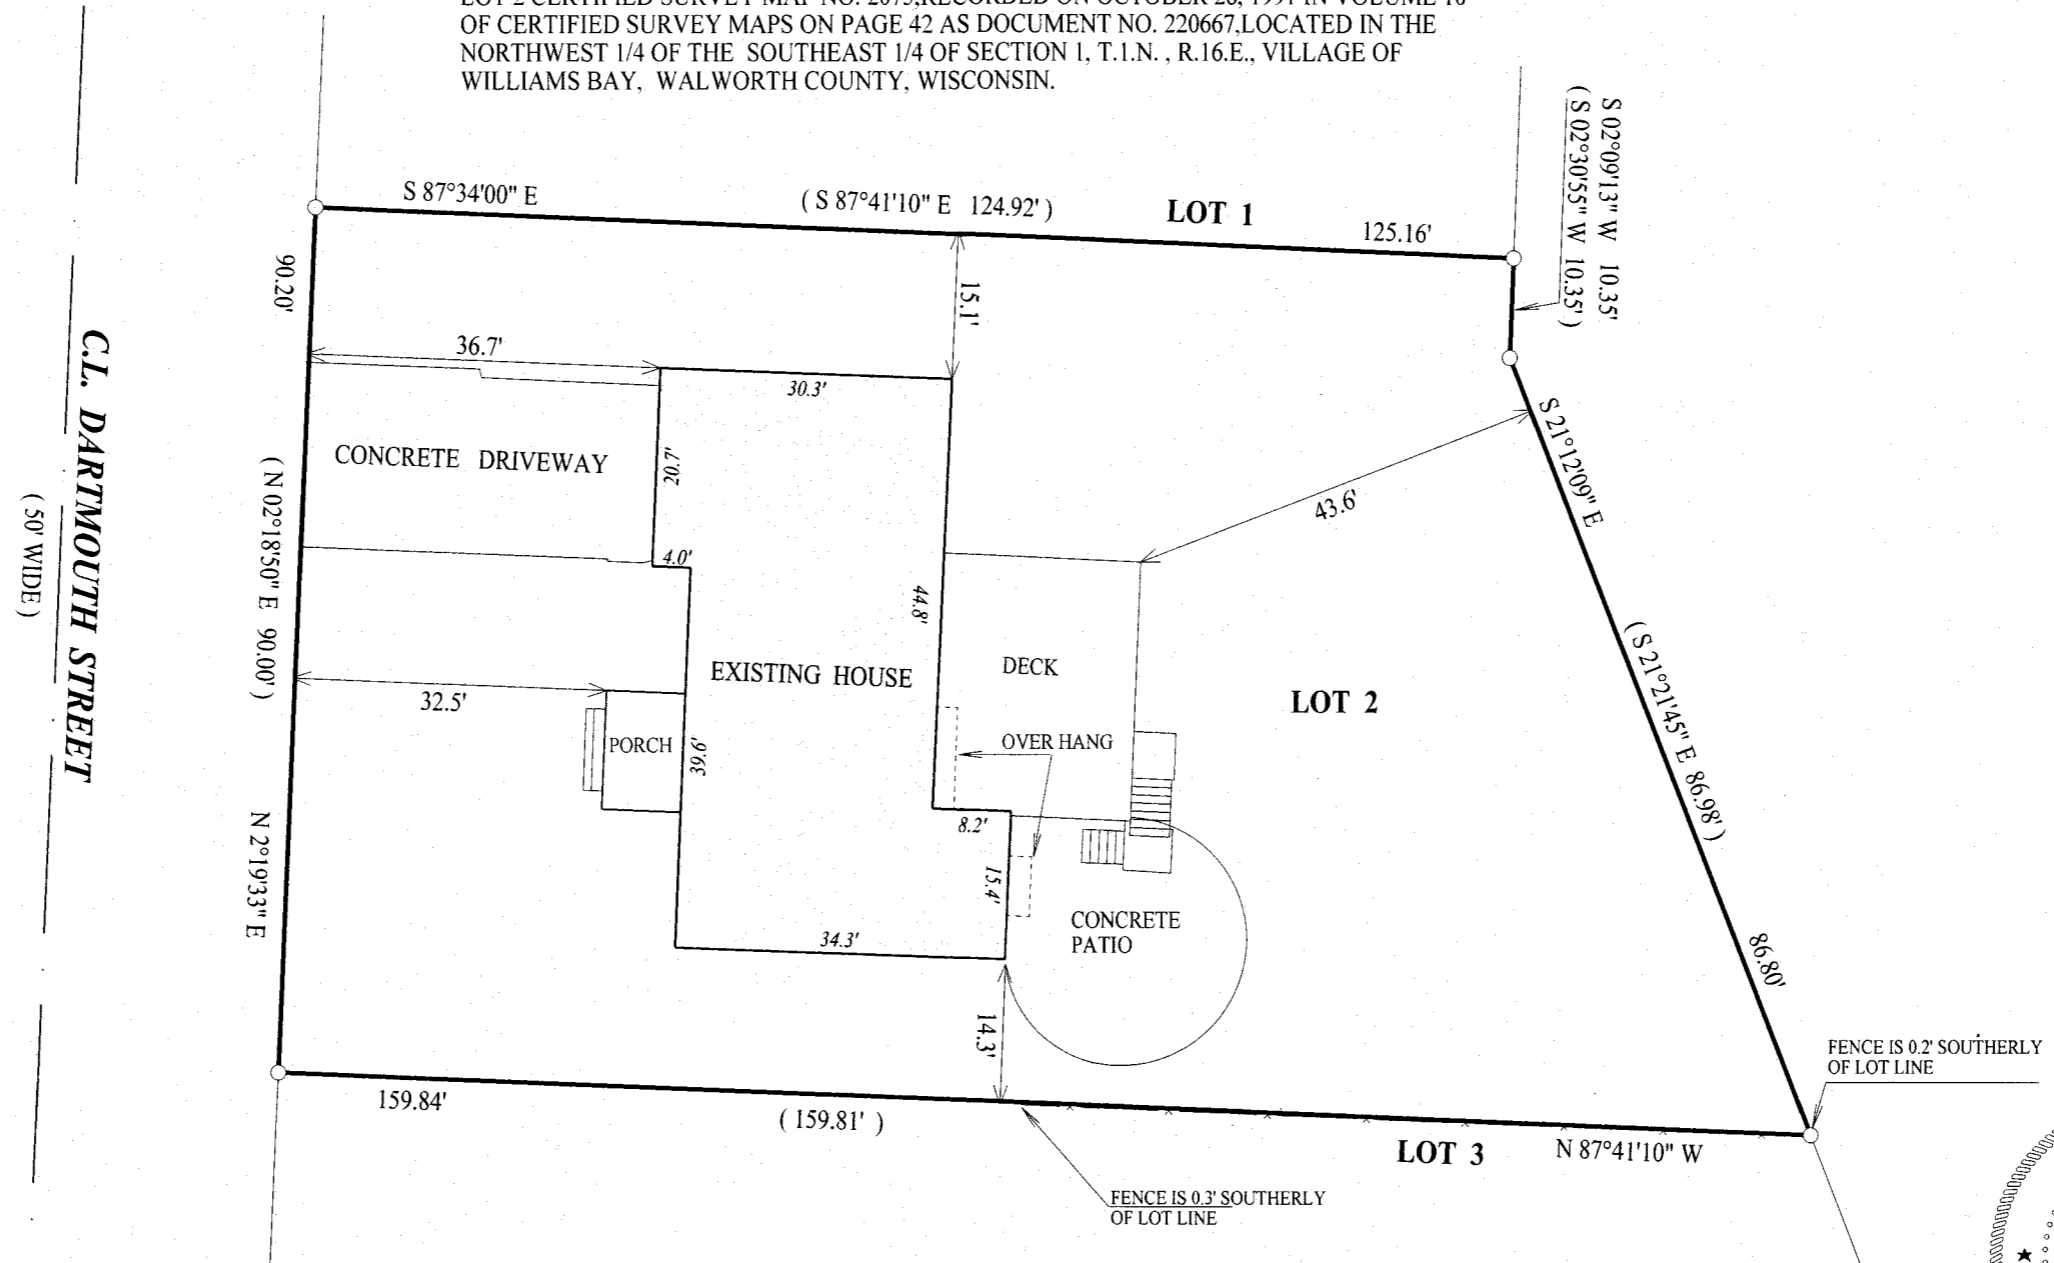 OF CERTIFIED SURVEY MAPS ON PAGE 42 AS DOCUMENT NO. 220667,LOCATED IN THE
NORTHWEST 1/4 OF THE SOUTHEAST 1/4 OF SECTION 1, T.1.N. , R.16.E., VILLAGE OF
WILLIAMS BAY, WALWORTH COUNTY, WISCONSIN.
S 02°09'13" W 10.35'
( S 02°30'55" W 10.35' )
S 87°34'00" E
( S 87°41'10" E 124.92' )
LOT 1
125.16'
90.20'
15.1'
36.7'
30.3'
C.L. DARTMOUTH STREET
( 50' WIDE )
( N 02°18'50" E 90.00' )
N 2°19'33" E
CONCRETE DRIVEWAY
20.7'
4.0'
43.6'
S 21°12'09" E
( S 21°21'45" E 86.98' )
86.80'
44.8'
EXISTING HOUSE
DECK
LOT 2
32.5'
PORCH
39.6'
OVER HANG
8.2'
15.4'
34.3'
CONCRETE
PATIO
14.3'
FENCE IS 0.2' SOUTHERLY
OF LOT LINE
159.84'
( 159.81' )
LOT 3
N 87°41'10" W
FENCE IS 0.3' SOUTHERLY
OF LOT LINE